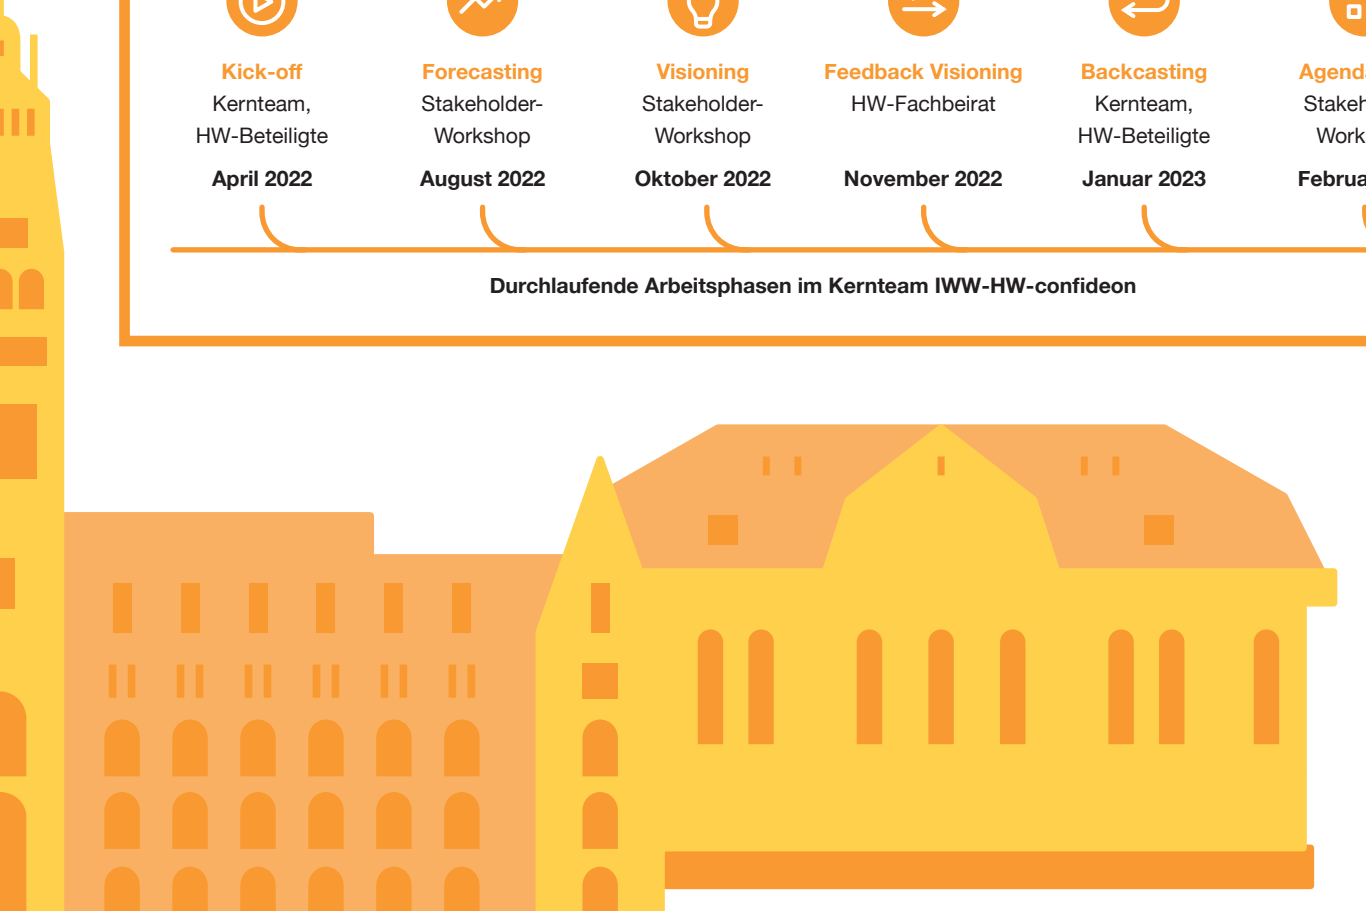 Kick-off
Kernteam,
HW-Beteiligte
April 2022
Forecasting
Stakeholder-
Workshop
August 2022
Visioning
Stakeholder-
Workshop
Oktober 2022
Feedback Visioning
HW-Fachbeirat
November 2022
Backcasting
Kernteam,
HW-Beteiligte
Januar 2023
Durchlaufende Arbeitsphasen im Kernteam IWW-HW-confideon